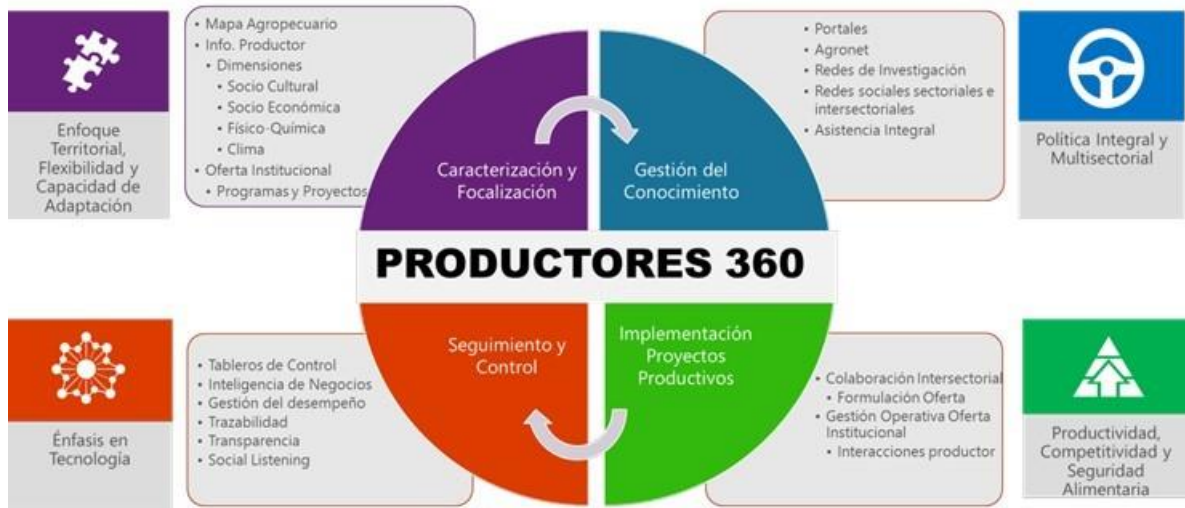 Enfoque
Territorial,
Flexibilidad y
Capacidad de
Adaptación
• Mapa Agropecuario
• Info. Productor
• Dimensiones
• Socio Cultural
• Socio Económica
• Físico-Química
• Clima
• Oferta Institucional
• Programas y Proyectos
Caracterización y
Focalización
Gestión del
Conocimiento
• Portales
• Agronet
• Redes de Investigación
• Redes sociales sectoriales e
intersectoriales
• Asistencia Integral
Política Integral y
Multisectorial
PRODUCTORES 360
Énfasis en
Tecnología
• Tableros de Control
• Inteligencia de Negocios
• Gestión del desempeño
• Trazabilidad
• Transparencia
• Social Listening
Seguimiento y
Control
Implementación
Proyectos
Productivos
• Colaboración Intersectorial
• Formulación Oferta
• Gestión Operativa Oferta
Institucional
• Interacciones productor
Productividad,
Competitividad y
Seguridad
Alimentaria